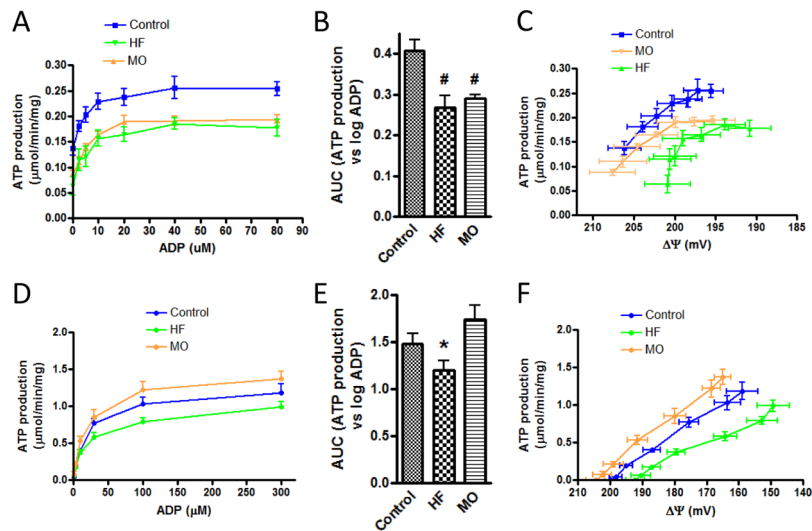 A
Control
HF
MO
ATP production
(µmol/min/mg)
0.30
0.25
0.20
0.15
0.10
0.05
0.00
0 10 20 30 40 50 60 70 80 90
ADP (uM)
B
AUC (ATP production
vs log ADP)
0.4
0.3
0.2
0.1
0.0
# #
Control HF MO
C
Control
MO
HF
ATP production
(µmol/min/mg)
0.30
0.25
0.20
0.15
0.10
0.05
0.00
210 205 200 195 190 185
ΔΨ (mV)
D
Control
HF
MO
ATP production
(µmol/min/mg)
2.0
1.5
1.0
0.5
0.0
0 50 100 150 200 250 300
ADP (µM)
E
AUC (ATP production
vs log ADP)
2.0
1.5
1.0
0.5
0.0
*
Control HF MO
F
Control
HF
MO
ATP production
(µmol/min/mg)
2.0
1.5
1.0
0.5
0.0
210 200 190 180 170 160 150 140
ΔΨ (mV)